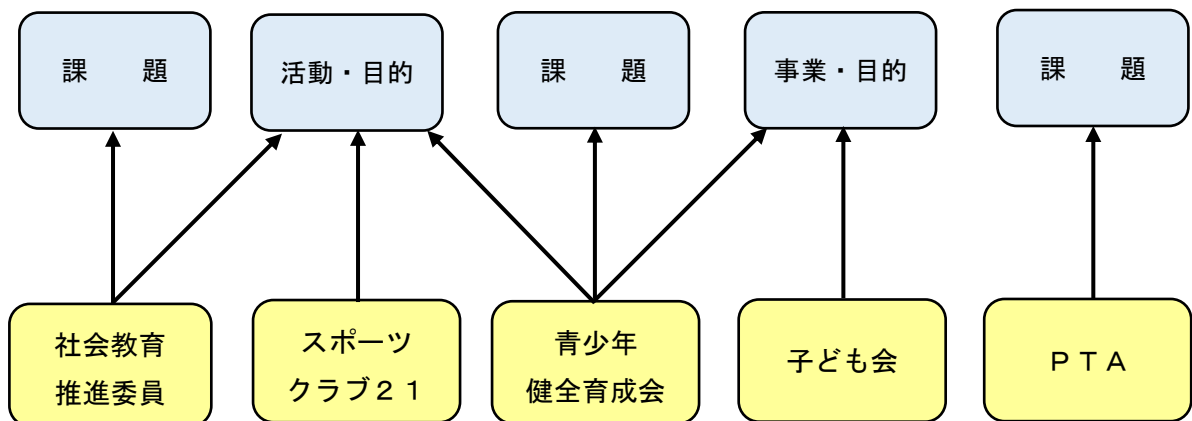 課　　題
活動・目的
課　　題
事業・目的
課　　題
社会教育
推進委員
スポーツ
クラブ２１
青少年
健全育成会
子ども会
ＰＴＡ